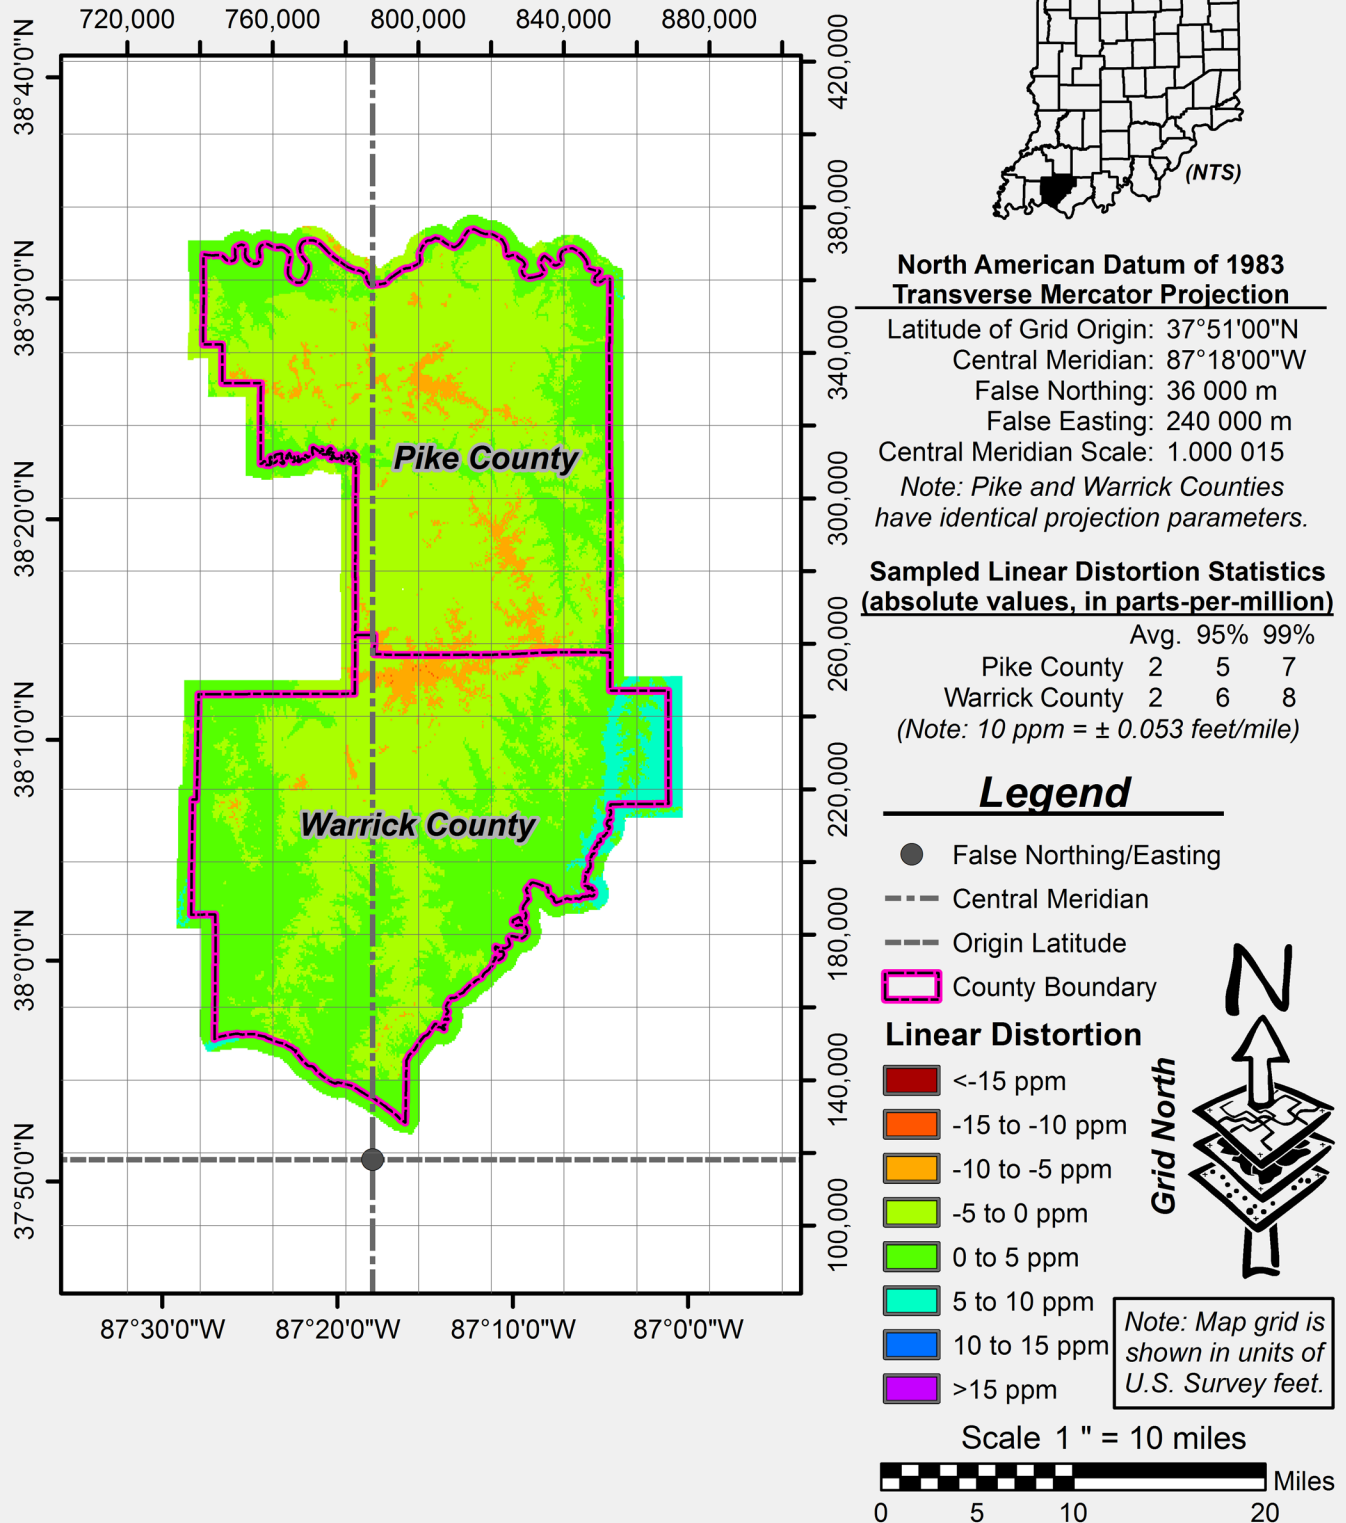 720,000 760,000 800,000 840,000 880,000
38°40'0"N
38°30'0"N
38°20'0"N
38°10'0"N
38°0'0"N
37°50'0"N
420,000
380,000
340,000
300,000
260,000
220,000
180,000
140,000
100,000
Pike County
Warrick County
87°30'0"W 87°20'0"W 87°10'0"W 87°0'0"W
(NTS)
North American Datum of 1983
Transverse Mercator Projection
Latitude of Grid Origin: 37°51'00"N
Central Meridian: 87°18'00"W
False Northing: 36 000 m
False Easting: 240 000 m
Central Meridian Scale: 1.000 015
Note: Pike and Warrick Counties
have identical projection parameters.
Sampled Linear Distortion Statistics
(absolute values, in parts-per-million)
Avg. 95% 99%
Pike County 2 5 7
Warrick County 2 6 8
(Note: 10 ppm = ± 0.053 feet/mile)
Legend
False Northing/Easting
Central Meridian
Origin Latitude
County Boundary
Linear Distortion
<-15 ppm
-15 to -10 ppm
-10 to -5 ppm
-5 to 0 ppm
0 to 5 ppm
5 to 10 ppm
10 to 15 ppm
>15 ppm
N
Grid North
Note: Map grid is
shown in units of
U.S. Survey feet.
Scale 1 " = 10 miles
Miles
0 5 10 20